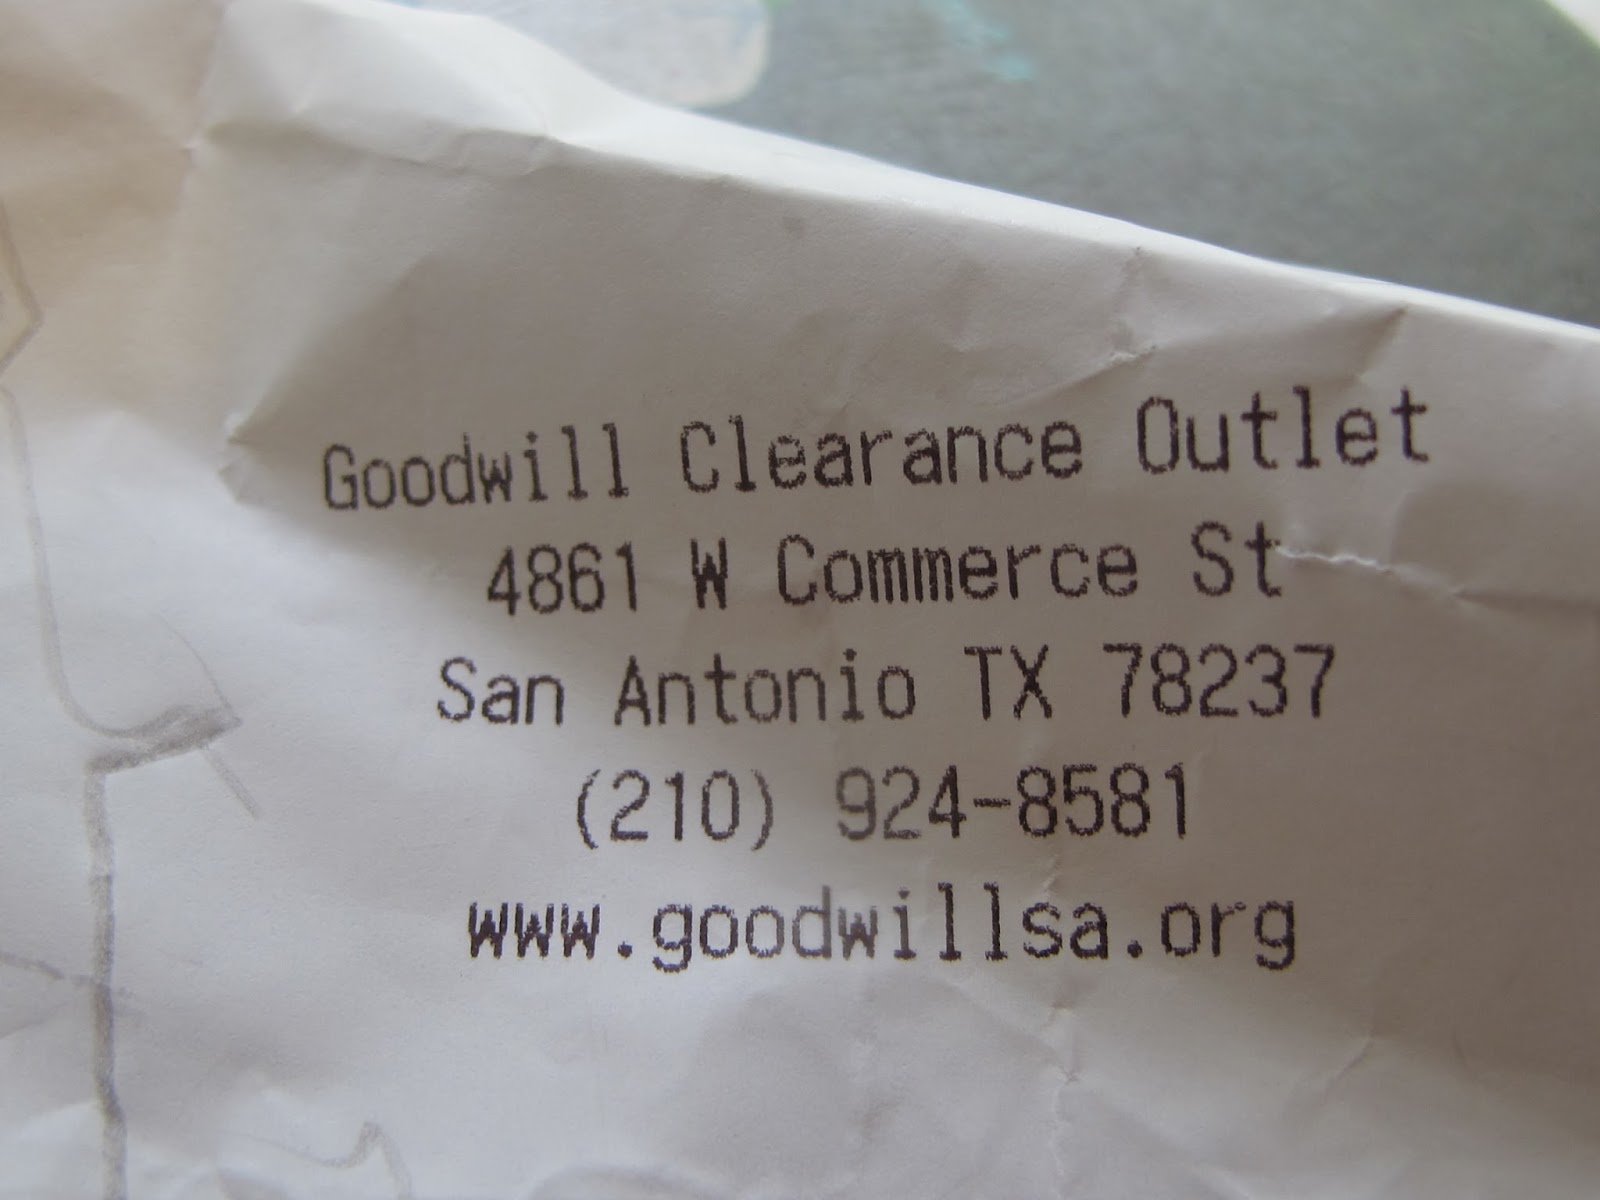 Goodwill Clearance Outlet
4861 W Commerce St
San Antonio TX 78237
(210) 924-8581
www.goodwillsa.org